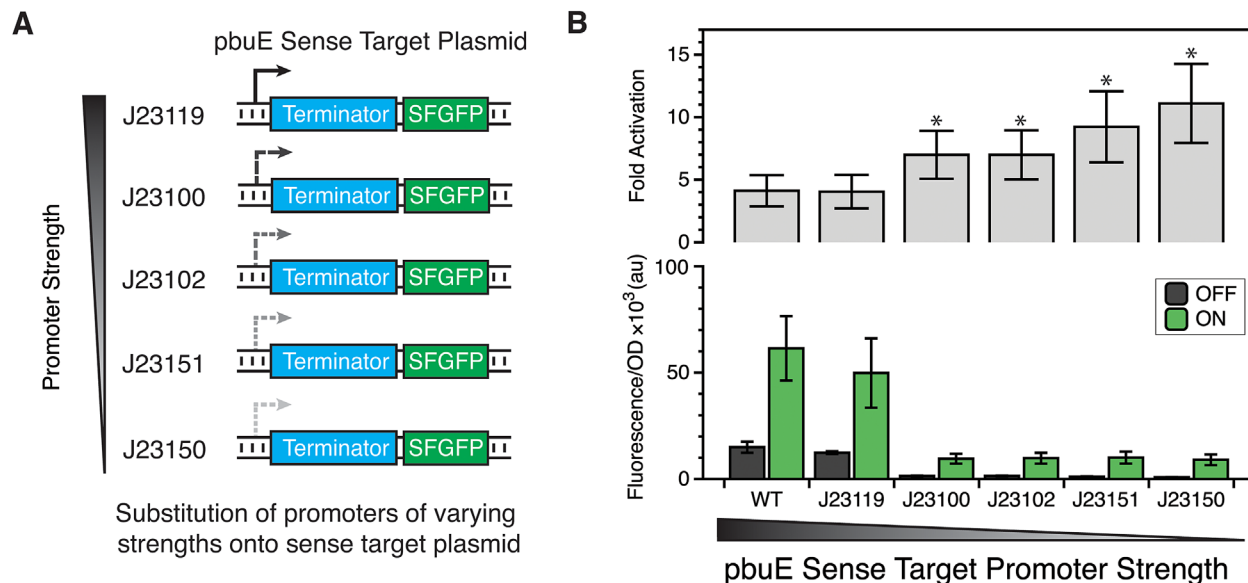 A
pbuE Sense Target Plasmid
Promoter Strength
J23119
Terminator SFGFP
J23100
Terminator SFGFP
J23102
Terminator SFGFP
J23151
Terminator SFGFP
J23150
Terminator SFGFP
Substitution of promoters of varying
strengths onto sense target plasmid
B
Fold Activation
15
10
5
0
* * * *
Fluorescence/OD ×10³ (au)
100
50
0
OFF
ON
WT J23119 J23100 J23102 J23151 J23150
pbuE Sense Target Promoter Strength